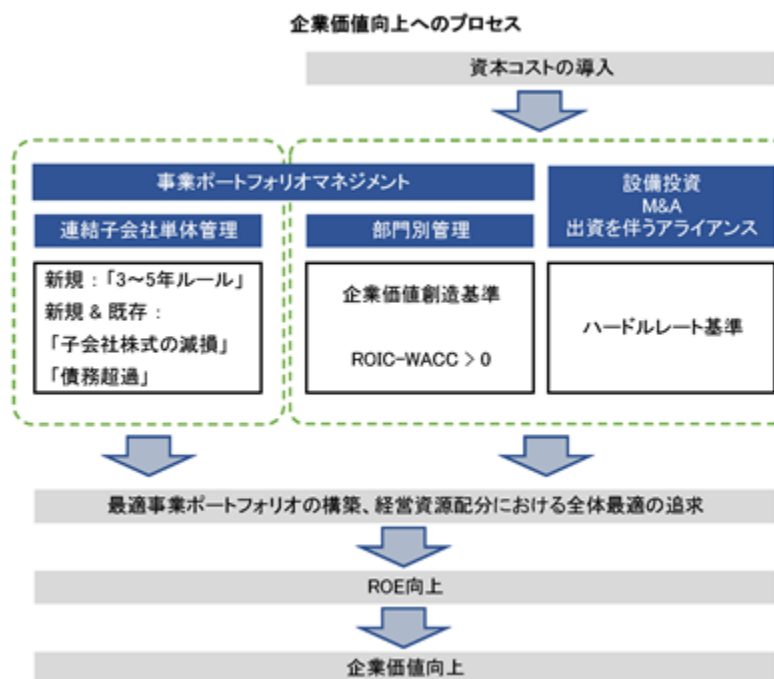 企業価値向上へのプロセス
資本コストの導入
事業ポートフォリオマネジメント
連結子会社単体管理
新規：「3～5年ルール」
新規 & 既存：
「子会社株式の減損」
「債務超過」
部門別管理
企業価値創造基準
ROIC-WACC > 0
設備投資
M&A
出資を伴うアライアンス
ハードルレート基準
最適事業ポートフォリオの構築、経営資源配分における全体最適の追求
ROE向上
企業価値向上